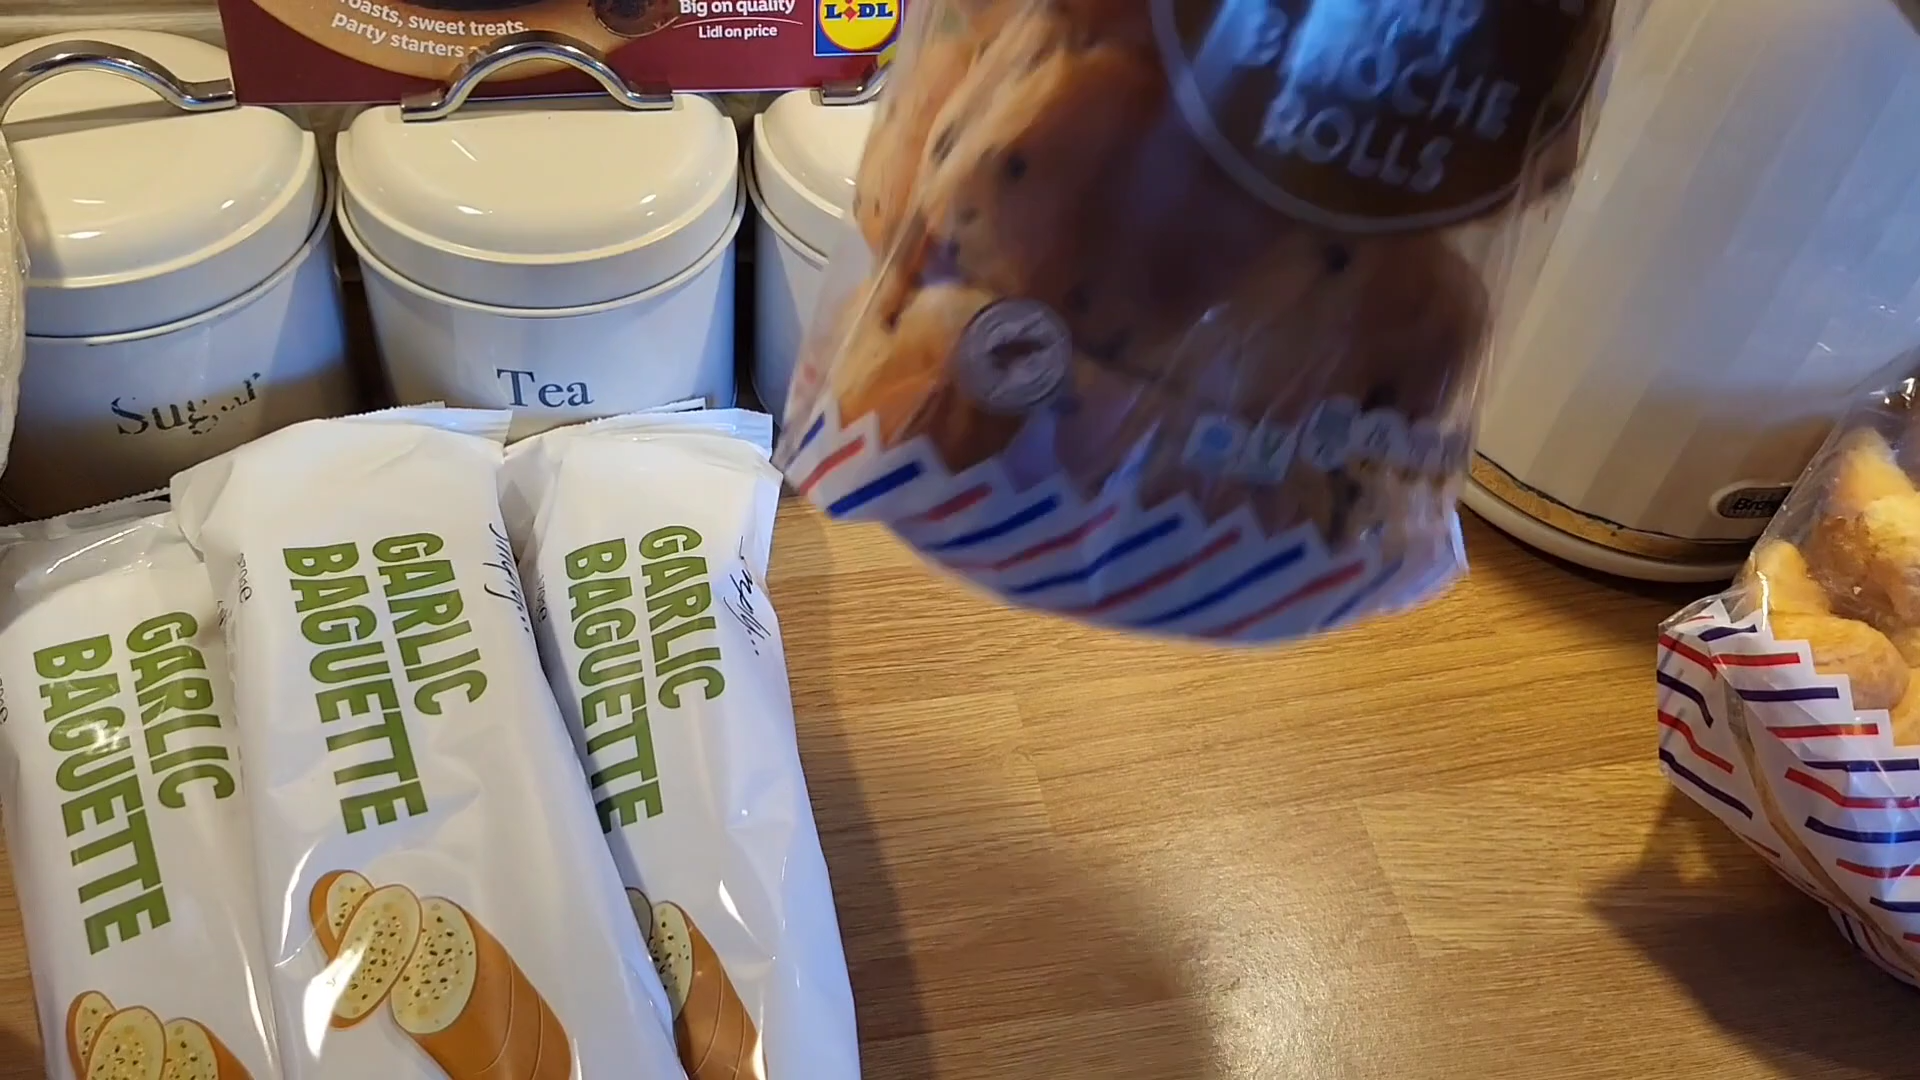 roasts, sweet treats,
party starters
Big on quality
Lidl on price
LIDL
BRIOCHE
ROLLS
Sugar
Tea
GARLIC
BAGUETTE
GARLIC
BAGUETTE
Simply...
GARLIC
BAGUETTE